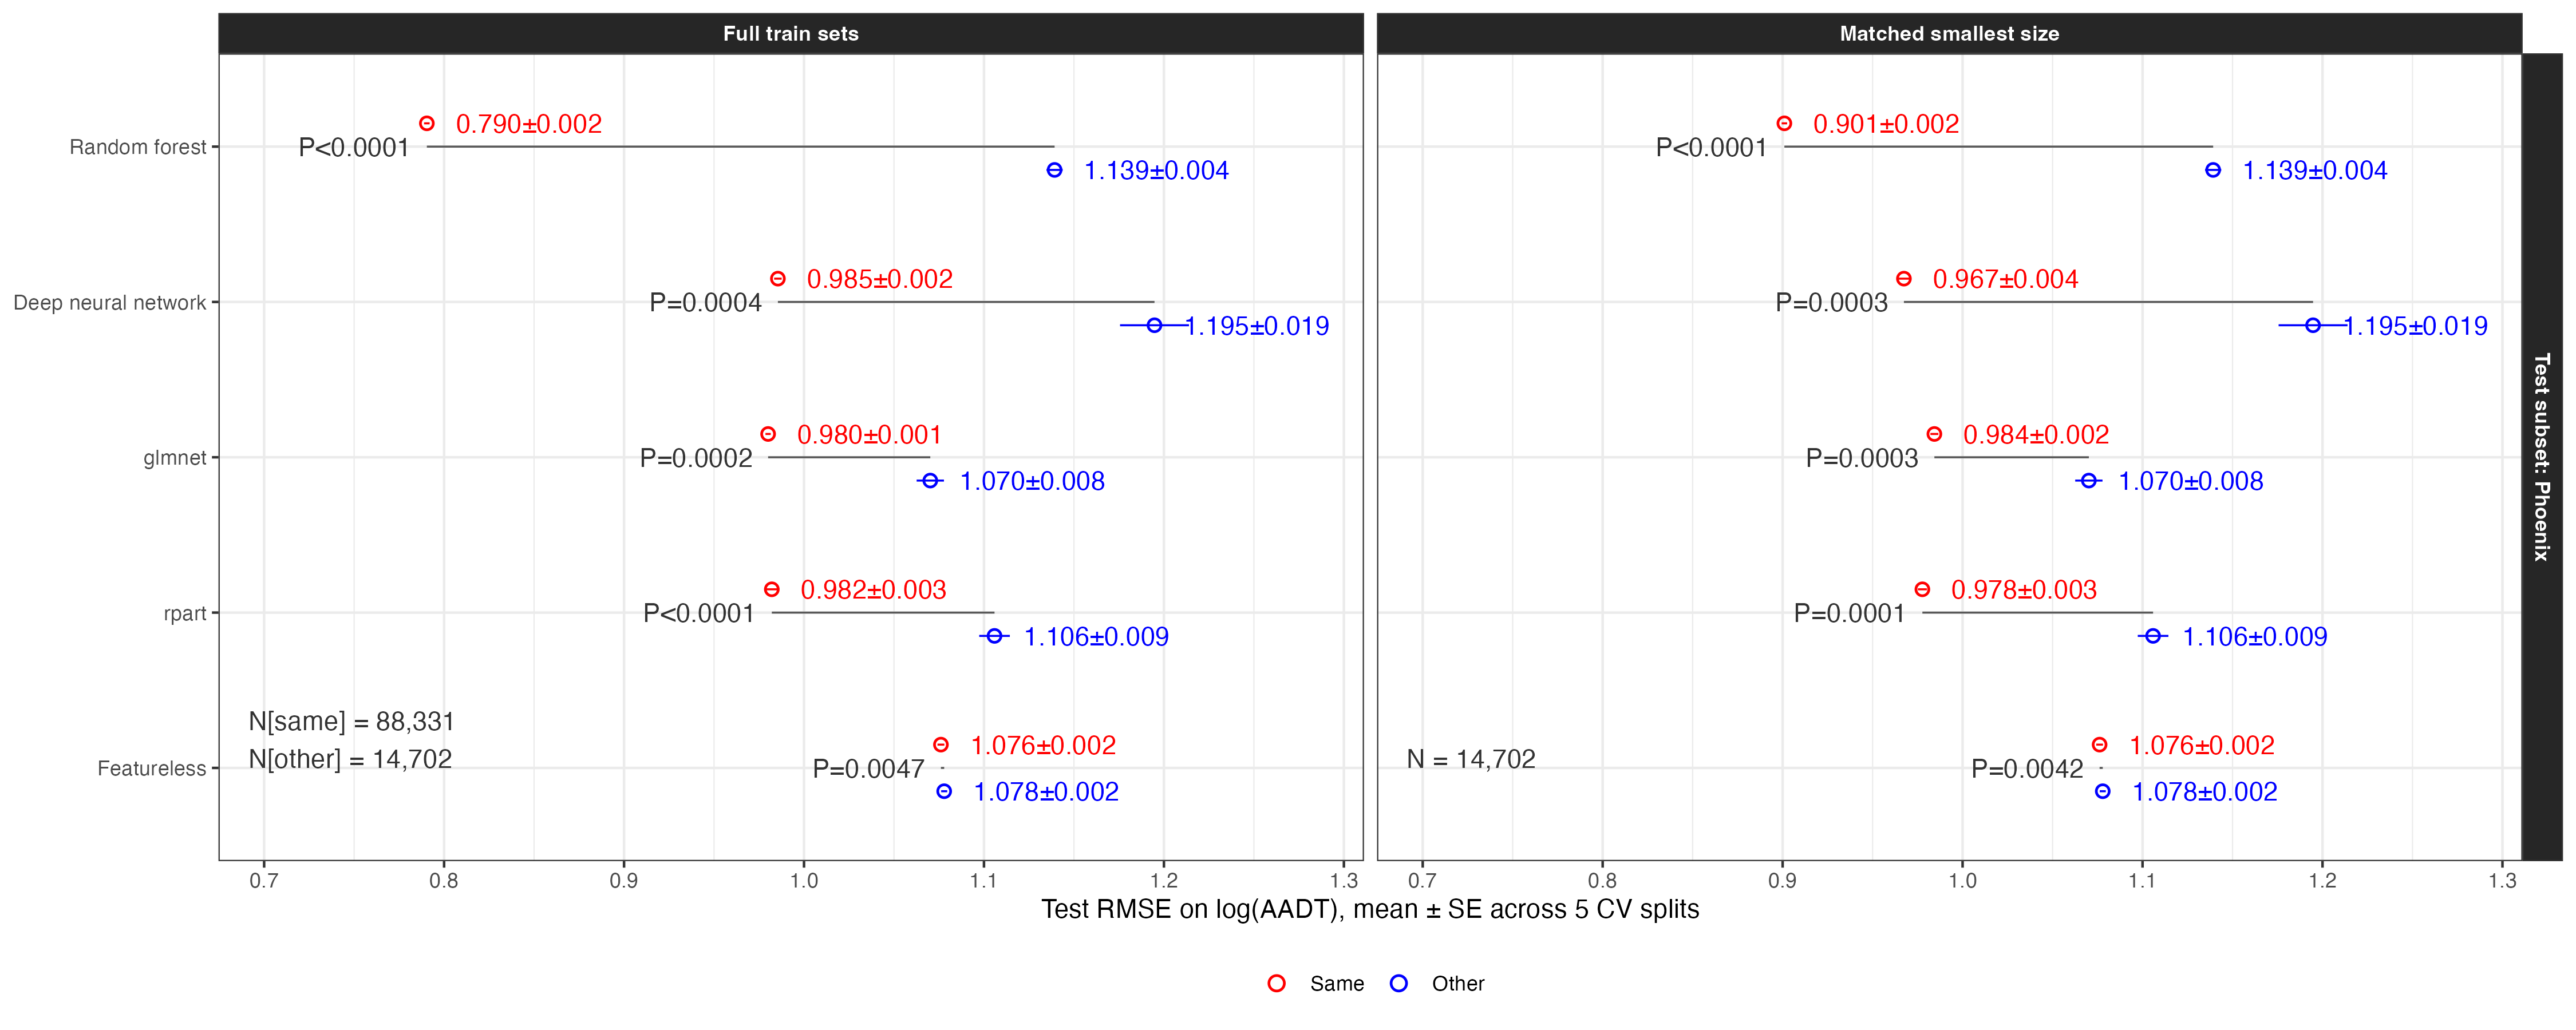 Full train sets
Matched smallest size
Test subset: Phoenix
Random forest
0.790±0.002
P<0.0001
1.139±0.004
0.901±0.002
P<0.0001
1.139±0.004
Deep neural network
0.985±0.002
P=0.0004
1.195±0.019
0.967±0.004
P=0.0003
1.195±0.019
glmnet
0.980±0.001
P=0.0002
1.070±0.008
0.984±0.002
P=0.0003
1.070±0.008
rpart
0.982±0.003
P<0.0001
1.106±0.009
0.978±0.003
P=0.0001
1.106±0.009
Featureless
N[same] = 88,331
N[other] = 14,702
1.076±0.002
P=0.0047
1.078±0.002
N = 14,702
1.076±0.002
P=0.0042
1.078±0.002
0.7 0.8 0.9 1.0 1.1 1.2 1.3
0.7 0.8 0.9 1.0 1.1 1.2 1.3
Test RMSE on log(AADT), mean ± SE across 5 CV splits
Same Other